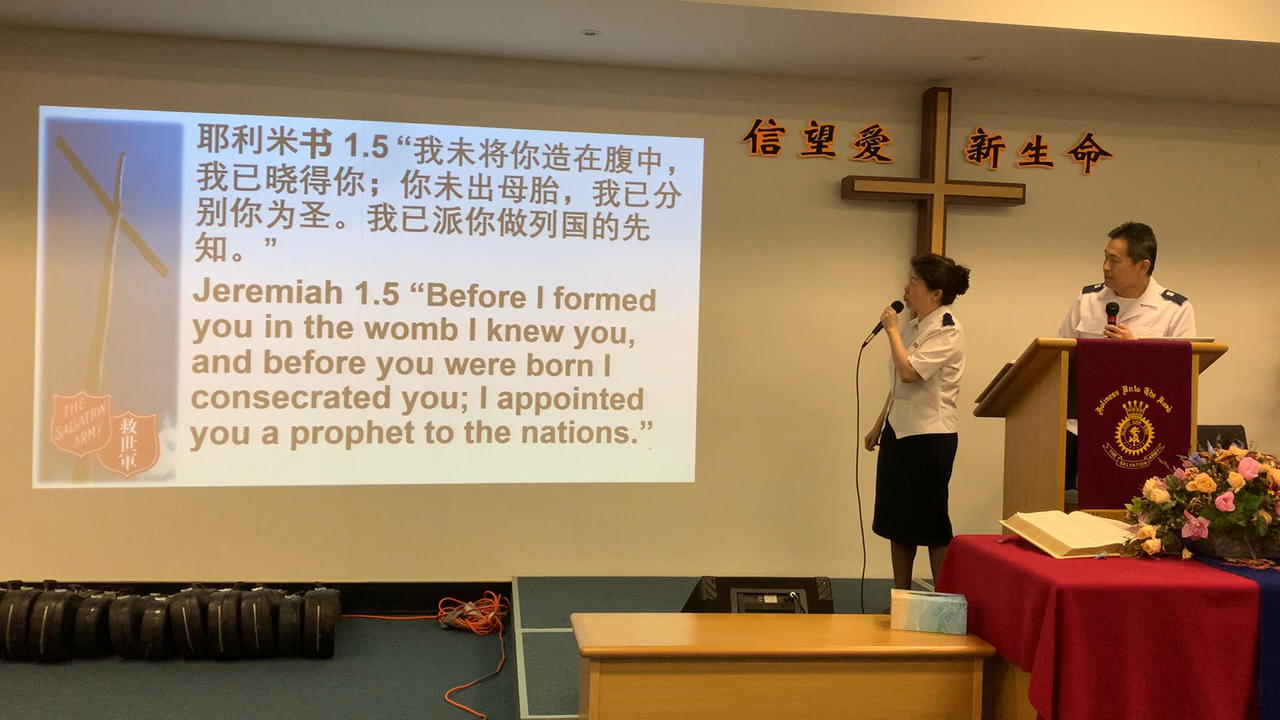 耶利米书 1.5 “我未将你造在腹中，
我已晓得你；你未出母胎，我已分
别你为圣。我已派你做列国的先
知。”
Jeremiah 1.5 “Before I formed
you in the womb I knew you,
and before you were born I
consecrated you; I appointed
you a prophet to the nations.”
THE
SALVATION
ARMY
救世軍
信望愛 新生命
Holiness Unto The Lord
THE SALVATION ARMY